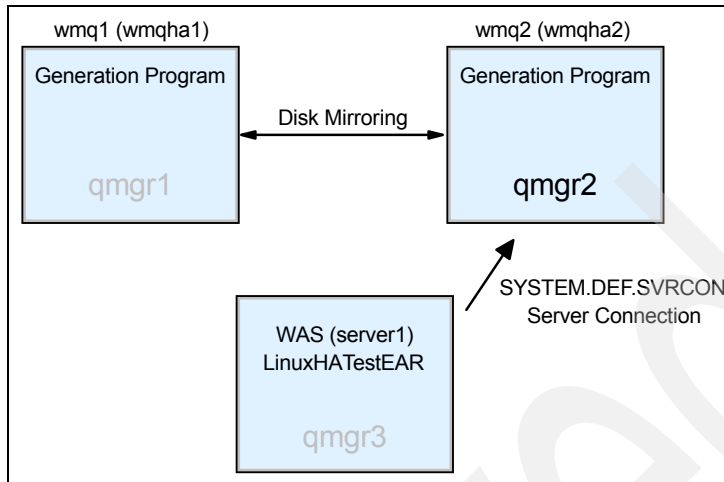 wmq1 (wmqha1)
wmq2 (wmqha2)
Generation Program
Generation Program
Disk Mirroring
qmgr1
qmgr2
SYSTEM.DEF.SVRCON
Server Connection
WAS (server1)
LinuxHATestEAR
qmgr3